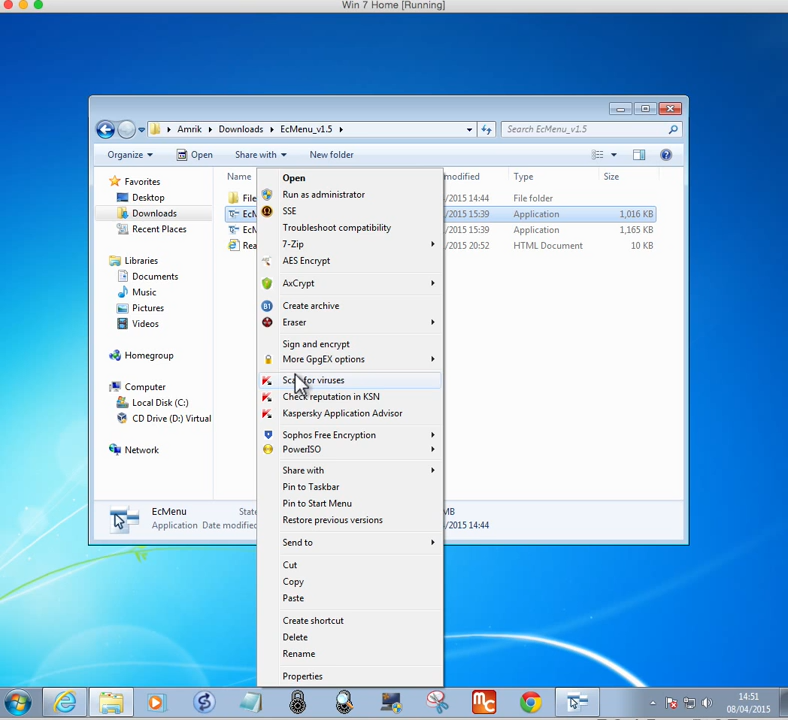 Win 7 Home [Running]
Amrik ▸ Downloads ▸ EcMenu_v1.5 ▸
Search EcMenu_v1.5
Organize
Open
Share with
New folder
Favorites
Desktop
Downloads
Recent Places
Libraries
Documents
Music
Pictures
Videos
Homegroup
Computer
Local Disk (C:)
CD Drive (D:) Virtual
Network
Name
modified
Type
Size
/2015 14:44
File folder
/2015 15:39
Application
1,016 KB
/2015 15:39
Application
1,165 KB
/2015 20:52
HTML Document
10 KB
Open
Run as administrator
SSE
Troubleshoot compatibility
7-Zip
AES Encrypt
AxCrypt
Create archive
Eraser
Sign and encrypt
More GpgEX options
for viruses
Check reputation in KSN
Kaspersky Application Advisor
Sophos Free Encryption
PowerISO
Share with
Pin to Taskbar
Pin to Start Menu
Restore previous versions
Send to
Cut
Copy
Paste
Create shortcut
Delete
Rename
Properties
EcMenu
Application
Date modified
MB
/2015 14:44
mc
14:51
08/04/2015